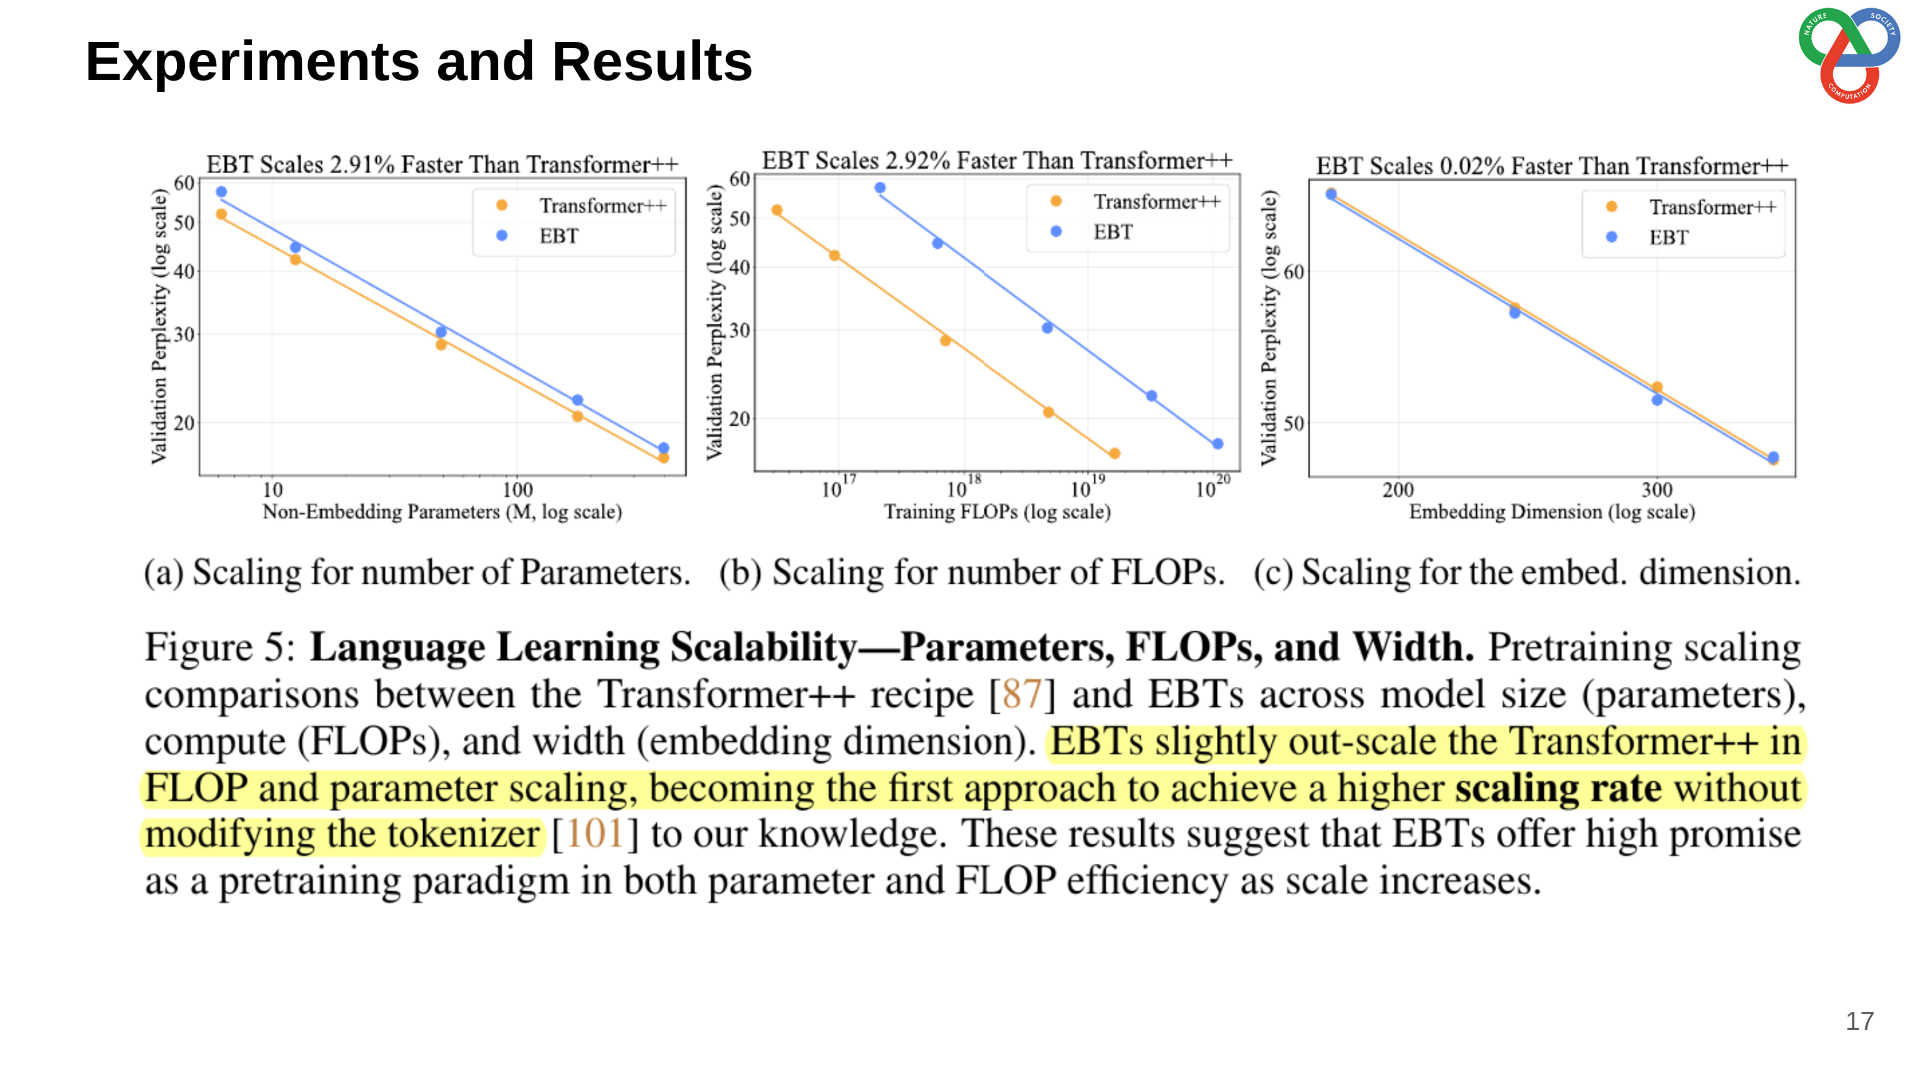 Experiments and Results
NATURE
SOCIETY
COMPUTATION
EBT Scales 2.91% Faster Than Transformer++
Validation Perplexity (log scale)
60
50
40
30
20
Transformer++
EBT
10
100
Non-Embedding Parameters (M, log scale)
(a) Scaling for number of Parameters.
EBT Scales 2.92% Faster Than Transformer++
Validation Perplexity (log scale)
60
50
40
30
20
Transformer++
EBT
10^17
10^18
10^19
10^20
Training FLOPs (log scale)
(b) Scaling for number of FLOPs.
EBT Scales 0.02% Faster Than Transformer++
Validation Perplexity (log scale)
60
50
Transformer++
EBT
200
300
Embedding Dimension (log scale)
(c) Scaling for the embed. dimension.
Figure 5: Language Learning Scalability—Parameters, FLOPs, and Width. Pretraining scaling
comparisons between the Transformer++ recipe [87] and EBTs across model size (parameters),
compute (FLOPs), and width (embedding dimension). EBTs slightly out-scale the Transformer++ in
FLOP and parameter scaling, becoming the first approach to achieve a higher scaling rate without
modifying the tokenizer [101] to our knowledge. These results suggest that EBTs offer high promise
as a pretraining paradigm in both parameter and FLOP efficiency as scale increases.
17